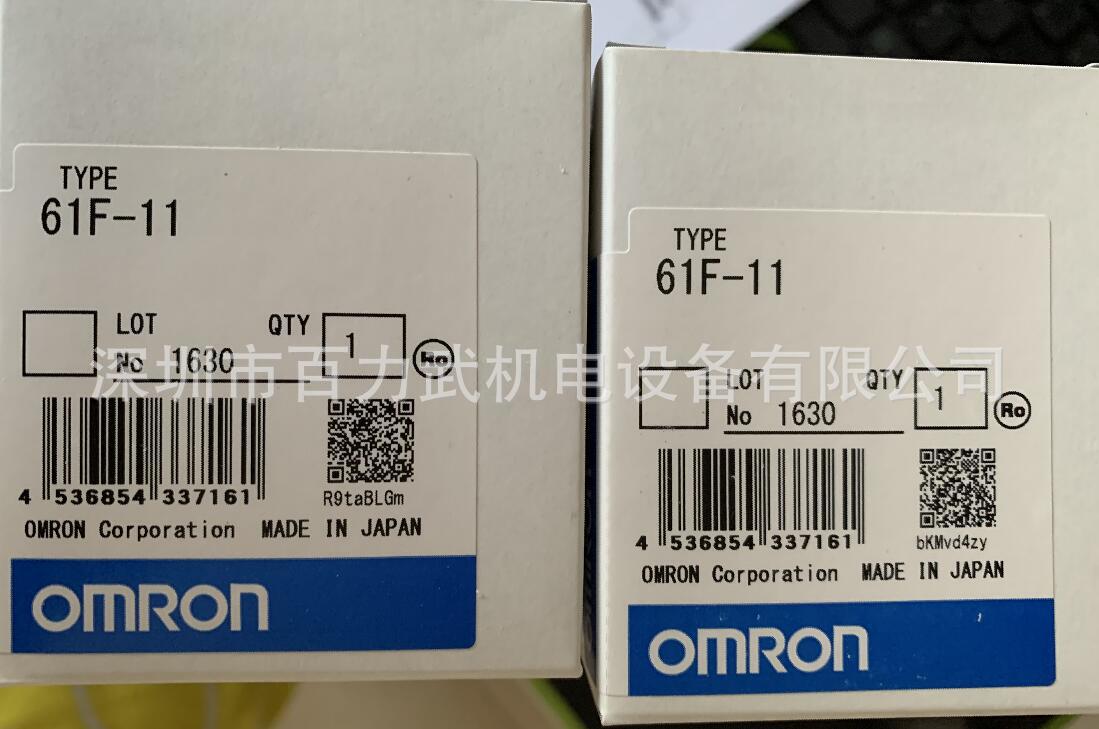 TYPE
61F-11
LOT
No 1630
QTY
1
Ro
4 536854 337161
R9taBLGm
OMRON Corporation MADE IN JAPAN
OMRON
TYPE
61F-11
LOT
No 1630
QTY
1
Ro
4 536854 337161
bKMvd4zy
OMRON Corporation MADE IN JAPAN
OMRON
深圳市百力武机电设备有限公司